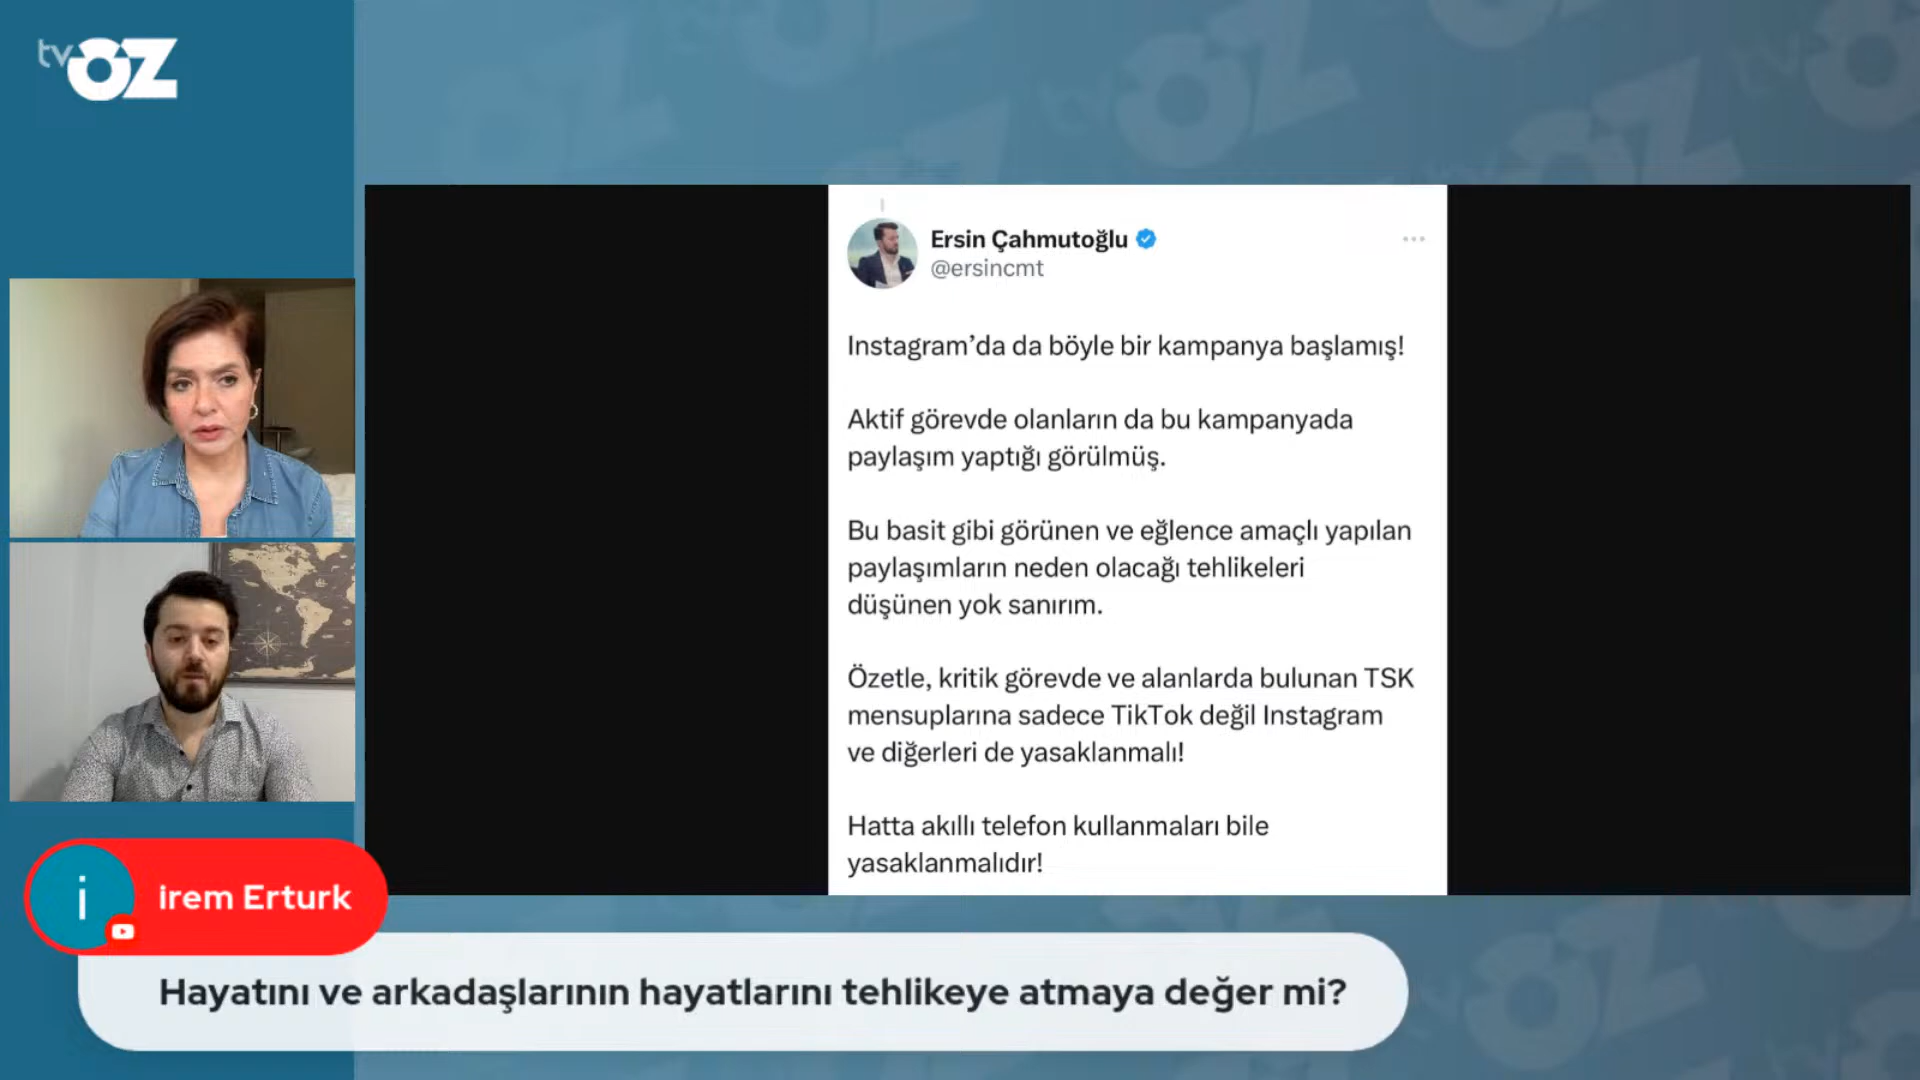 tvÖZ
Ersin Çahmutoğlu
@ersincmt
Instagram’da da böyle bir kampanya başlamış!
Aktif görevde olanların da bu kampanyada
paylaşım yaptığı görülmüş.
Bu basit gibi görünen ve eğlence amaçlı yapılan
paylaşımların neden olacağı tehlikeleri
düşünen yok sanırım.
Özetle, kritik görevde ve alanlarda bulunan TSK
mensuplarına sadece TikTok değil Instagram
ve diğerleri de yasaklanmalı!
Hatta akıllı telefon kullanmaları bile
yasaklanmalıdır!
i
irem Erturk
Hayatını ve arkadaşlarının hayatlarını tehlikeye atmaya değer mi?